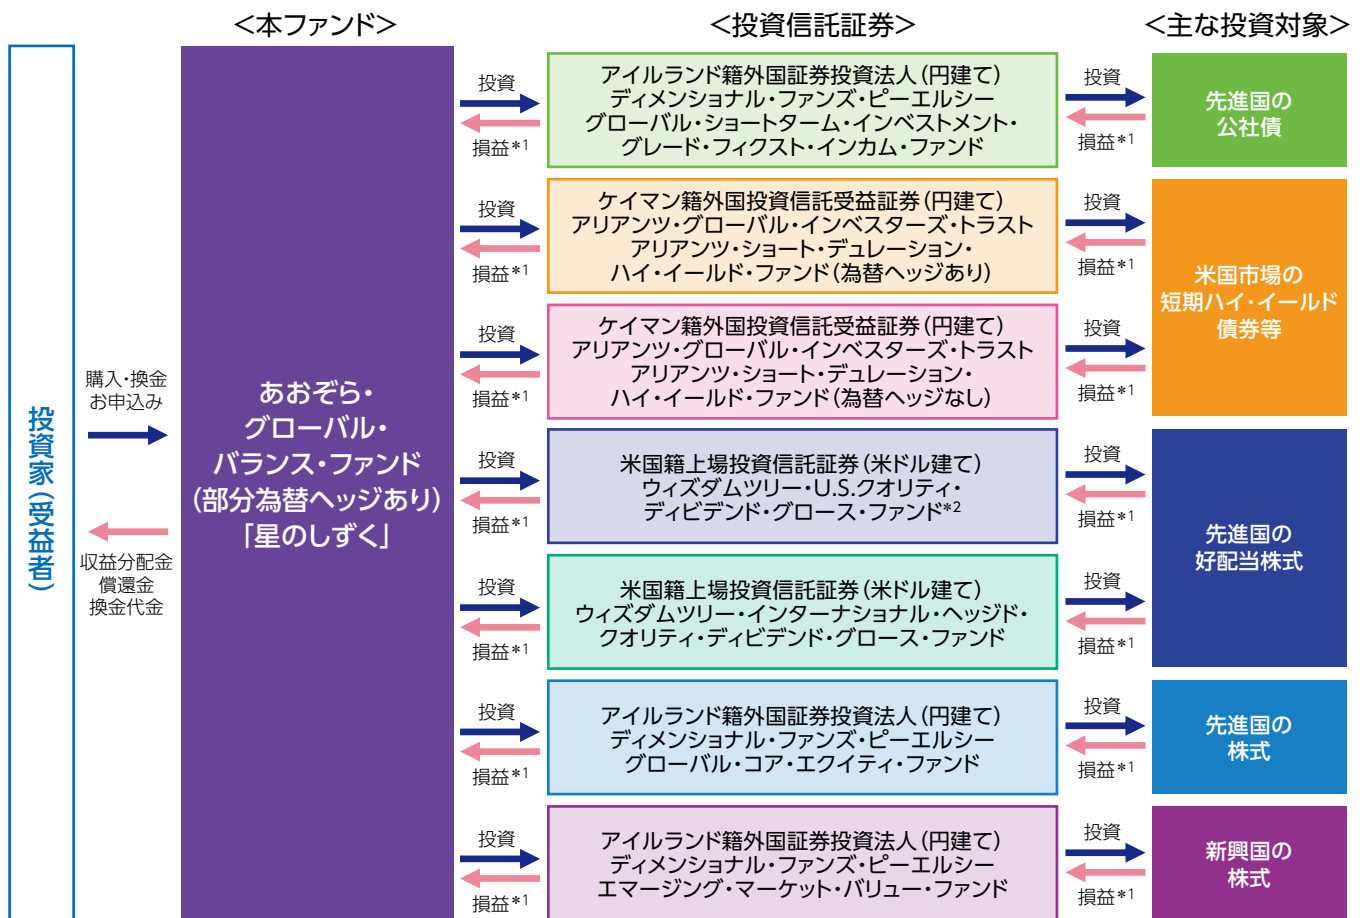 <本ファンド>
<投資信託証券>
<主な投資対象>
投資家(受益者)
購入・換金
お申込み
収益分配金
償還金
換金代金
あおぞら・
グローバル・
バランス・ファンド
(部分為替ヘッジあり)
「星のしずく」
投資
損益*1
アイルランド籍外国証券投資法人(円建て)
ディメンショナル・ファンズ・ピーエルシー
グローバル・ショートターム・インベストメント・
グレード・フィクスト・インカム・ファンド
投資
損益*1
先進国の
公社債
投資
損益*1
ケイマン籍外国投資信託受益証券(円建て)
アリアンツ・グローバル・インベスターズ・トラスト
アリアンツ・ショート・デュレーション・
ハイ・イールド・ファンド(為替ヘッジあり)
投資
損益*1
米国市場の
短期ハイ・イールド
債券等
投資
損益*1
ケイマン籍外国投資信託受益証券(円建て)
アリアンツ・グローバル・インベスターズ・トラスト
アリアンツ・ショート・デュレーション・
ハイ・イールド・ファンド(為替ヘッジなし)
投資
損益*1
投資
損益*1
米国籍上場投資信託証券(米ドル建て)
ウィズダムツリー・U.S.クオリティ・
ディビデンド・グロース・ファンド*2
投資
損益*1
先進国の
好配当株式
投資
損益*1
米国籍上場投資信託証券(米ドル建て)
ウィズダムツリー・インターナショナル・ヘッジド・
クオリティ・ディビデンド・グロース・ファンド
投資
損益*1
投資
損益*1
アイルランド籍外国証券投資法人(円建て)
ディメンショナル・ファンズ・ピーエルシー
グローバル・コア・エクイティ・ファンド
投資
損益*1
先進国の
株式
投資
損益*1
アイルランド籍外国証券投資法人(円建て)
ディメンショナル・ファンズ・ピーエルシー
エマージング・マーケット・バリュー・ファンド
投資
損益*1
新興国の
株式